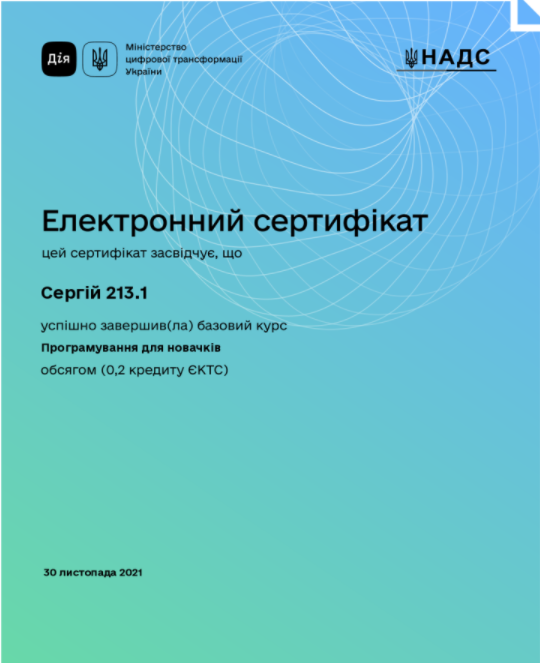 Дія
Міністерство
цифрової трансформації
України
НАДС
Електронний сертифікат
цей сертифікат засвідчує, що
Сергій 213.1
успішно завершив(ла) базовий курс
Програмування для новачків
обсягом (0,2 кредиту ЄКТС)
30 листопада 2021